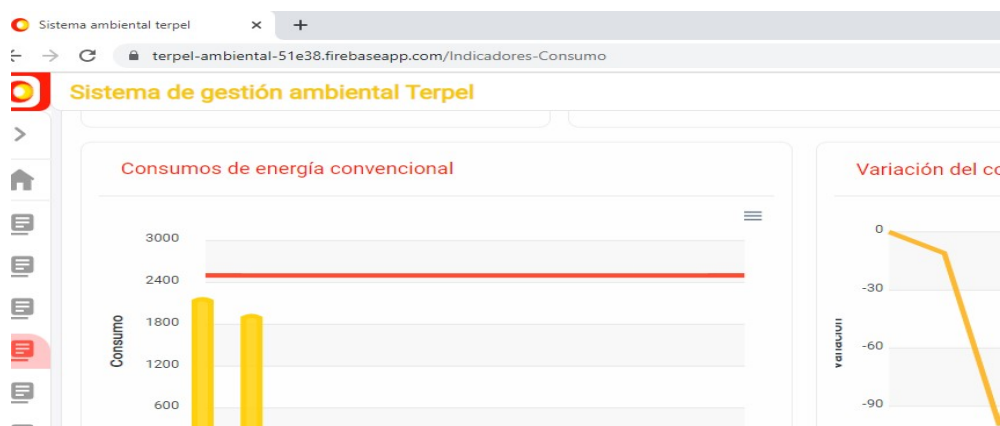 Sistema ambiental terpel
terpel-ambiental-51e38.firebaseapp.com/Indicadores-Consumo
Sistema de gestión ambiental Terpel
Consumos de energía convencional
3000
2400
1800
1200
600
Consumo
Variación del co
0
-30
-60
-90
Variación